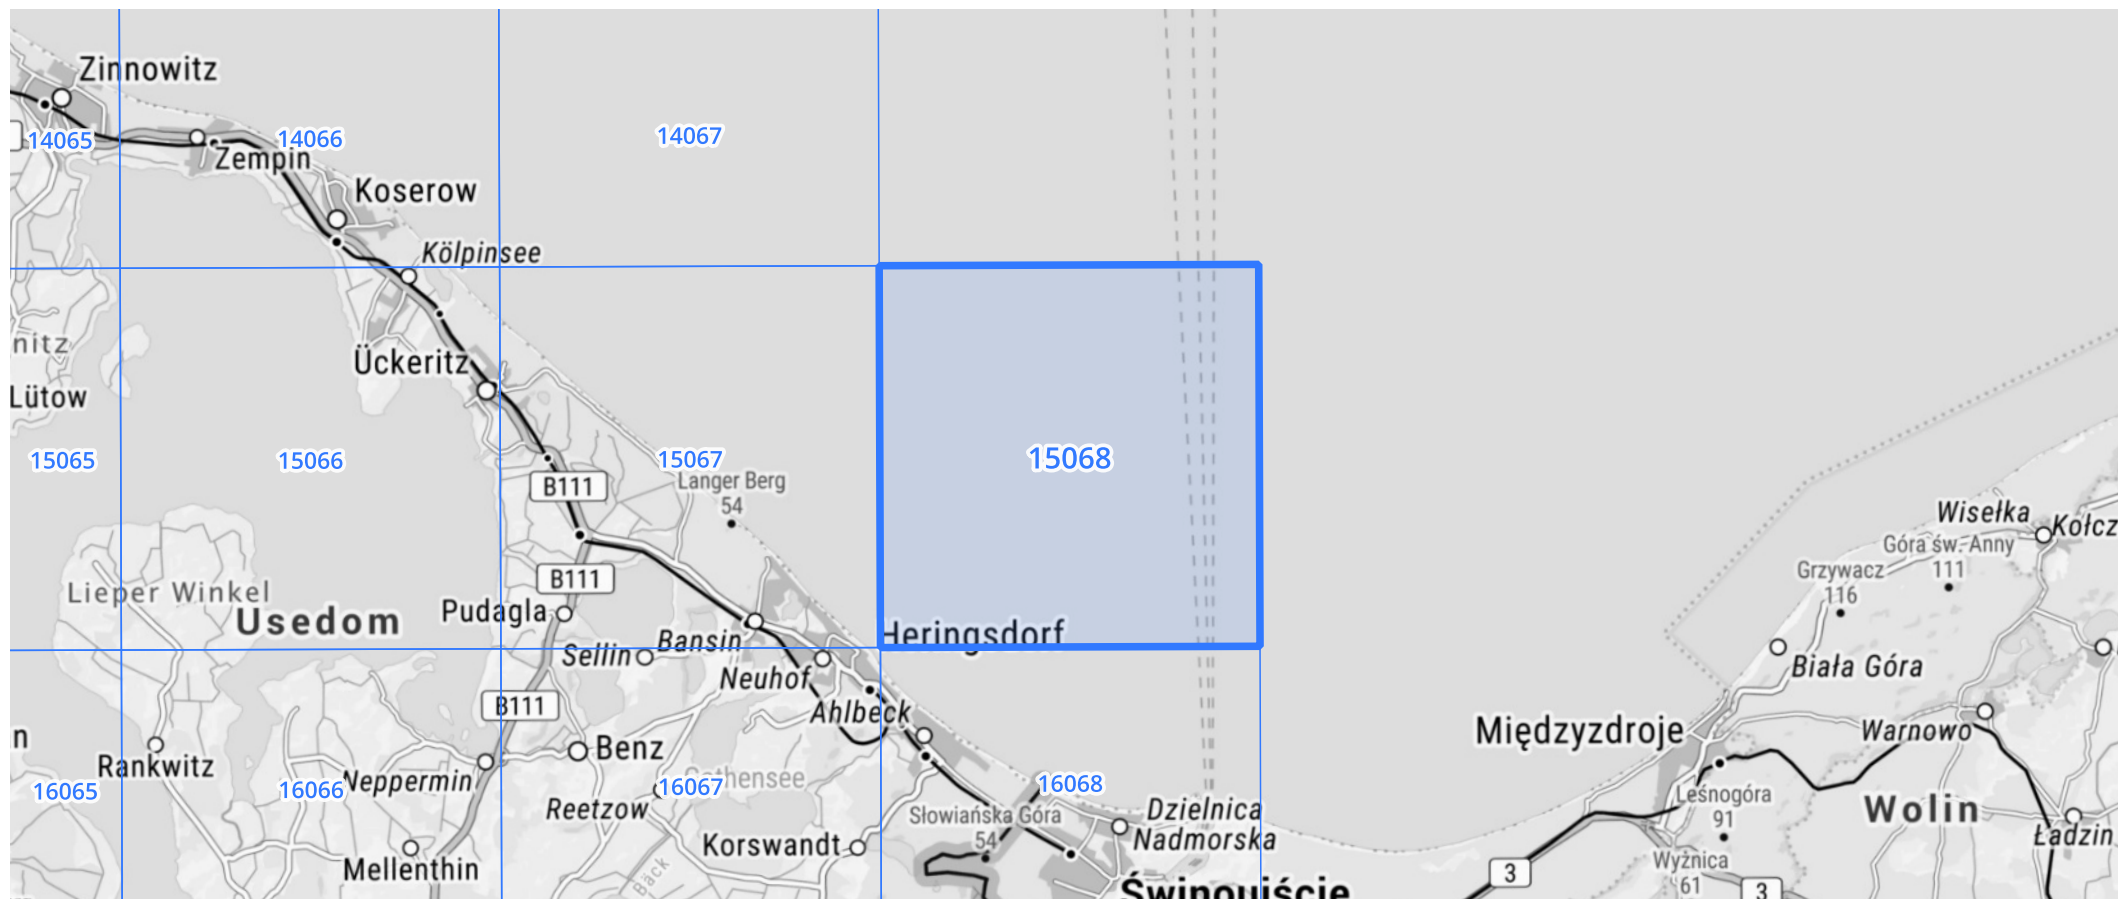 Zinnowitz
14065
14066
14067
Zempin
Koserow
Kölpinsee
nitz
Ückeritz
Lütow
15065
15066
15067
15068
Langer Berg
54
B111
Wisełka
Góra św. Anny
111
Grzywacz
116
B111
Lieper Winkel
Usedom
Pudagla
Bansin
Sellin
Heringsdorf
Neuhof
Biała Góra
B111
Ahlbeck
Międzyzdroje
Warnowo
n
Rankwitz
Benz
Neppermin
16065
16066
16067
16068
Reetzow
Słowiańska Góra
54
Dzielnica
Nadmorska
Leśnogóra
91
Wolin
Ładzin
Korswandt
Mellenthin
Bäck
Świnoujście
3
Wyżnica
61
3